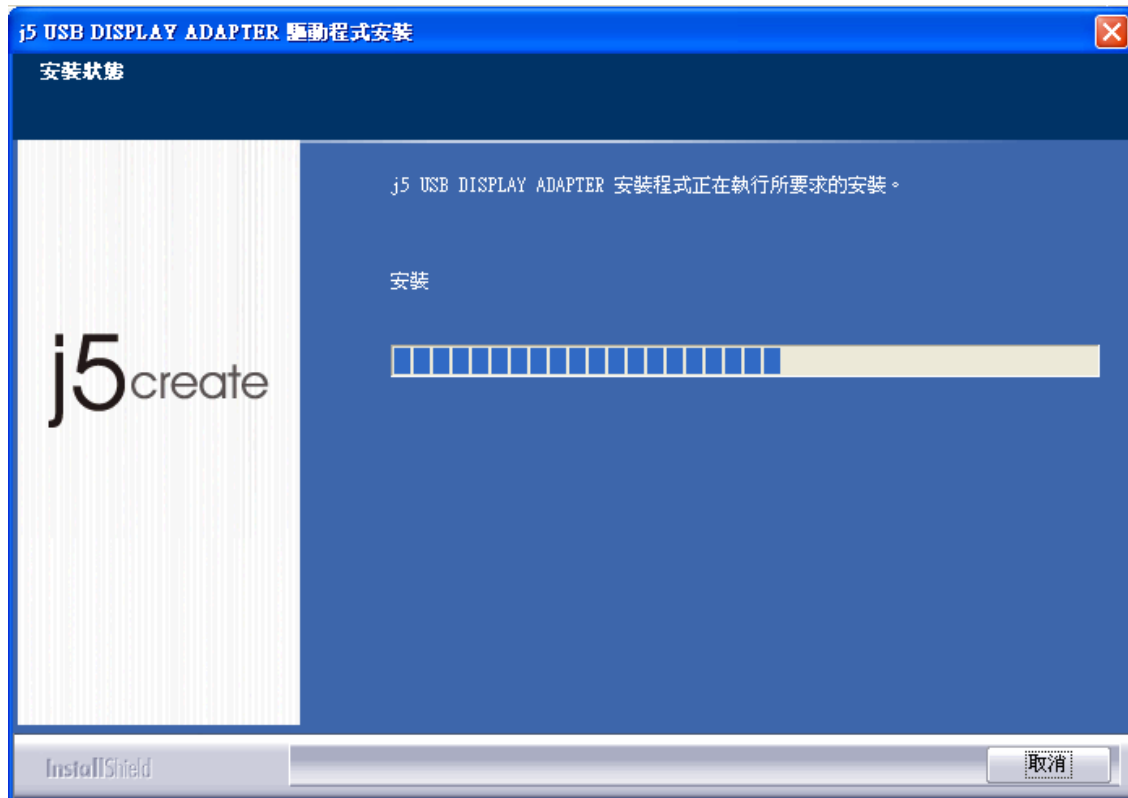 j5 USB DISPLAY ADAPTER 驅動程式安裝
安裝狀態
j5 USB DISPLAY ADAPTER 安裝程式正在執行所要求的安裝。
安裝
j5create
InstallShield
取消